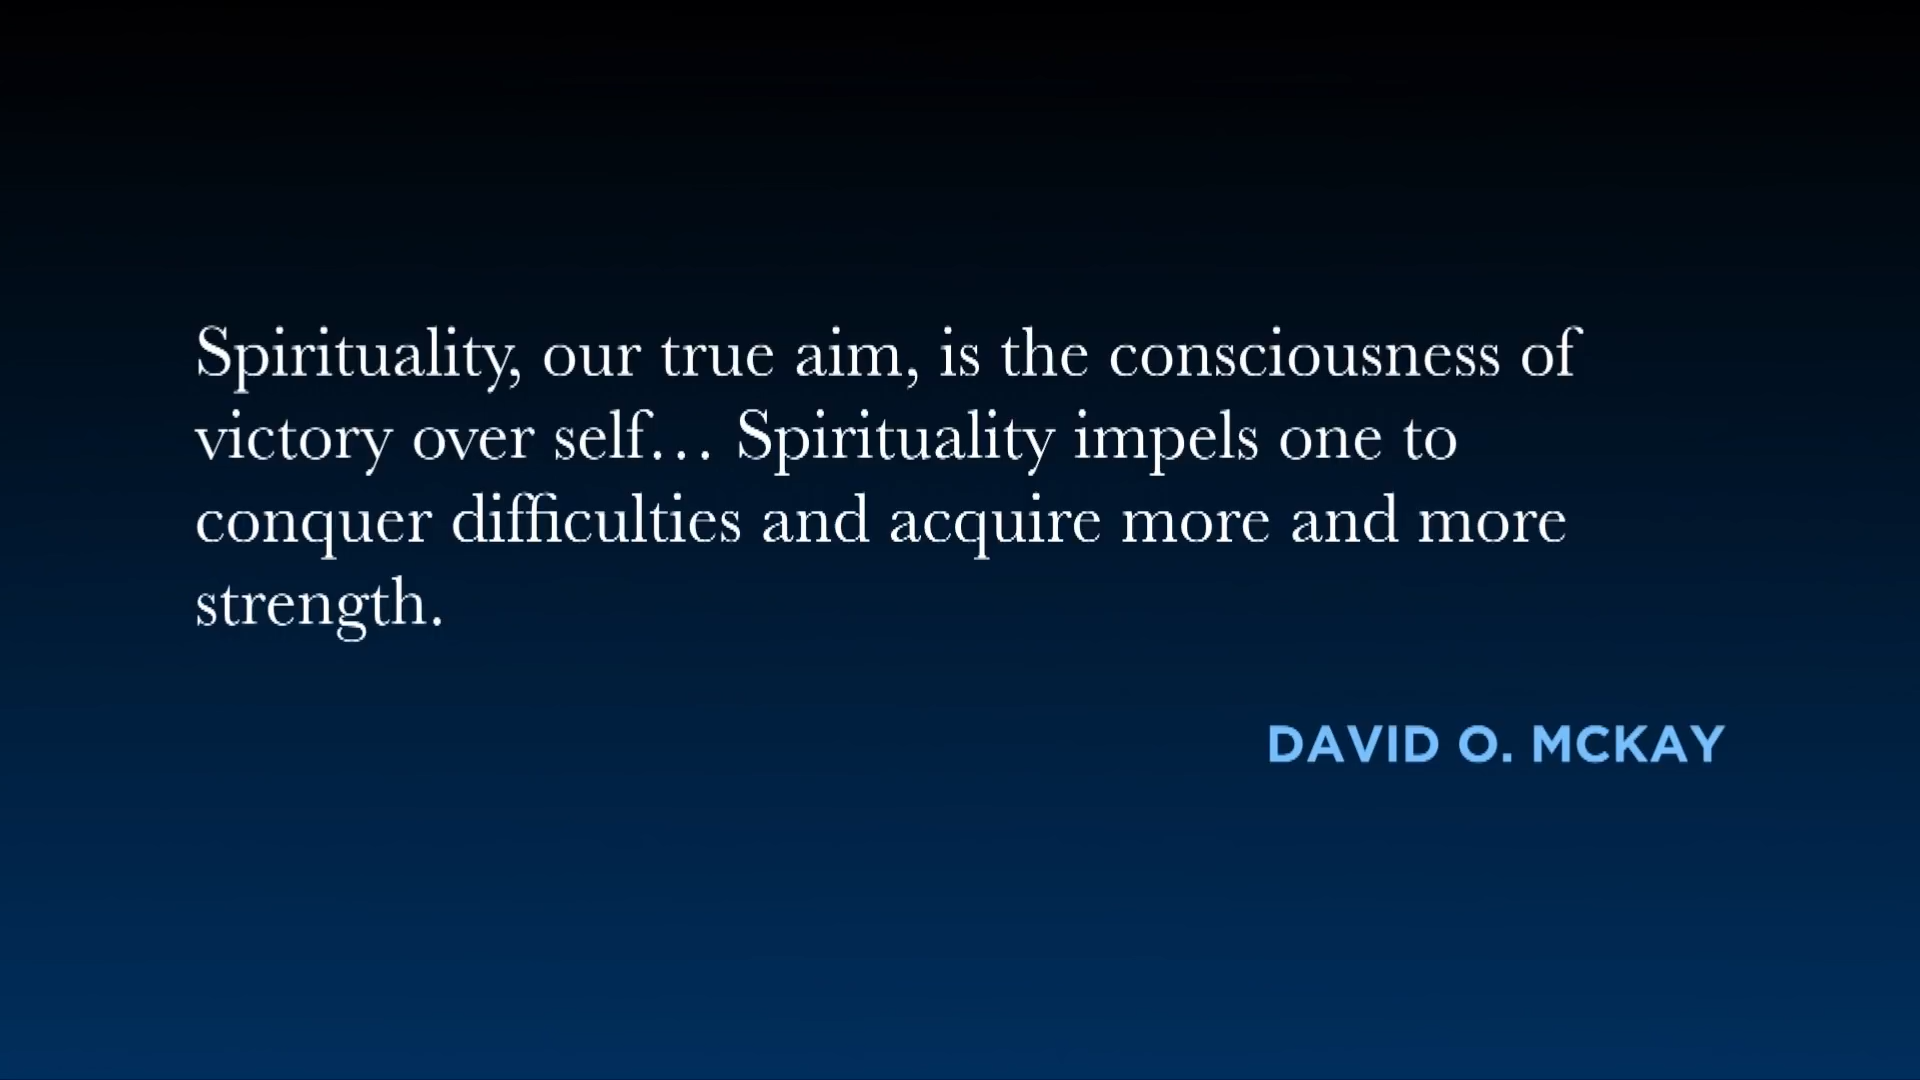 Spirituality, our true aim, is the consciousness of
victory over self… Spirituality impels one to
conquer difficulties and acquire more and more
strength.
DAVID O. MCKAY